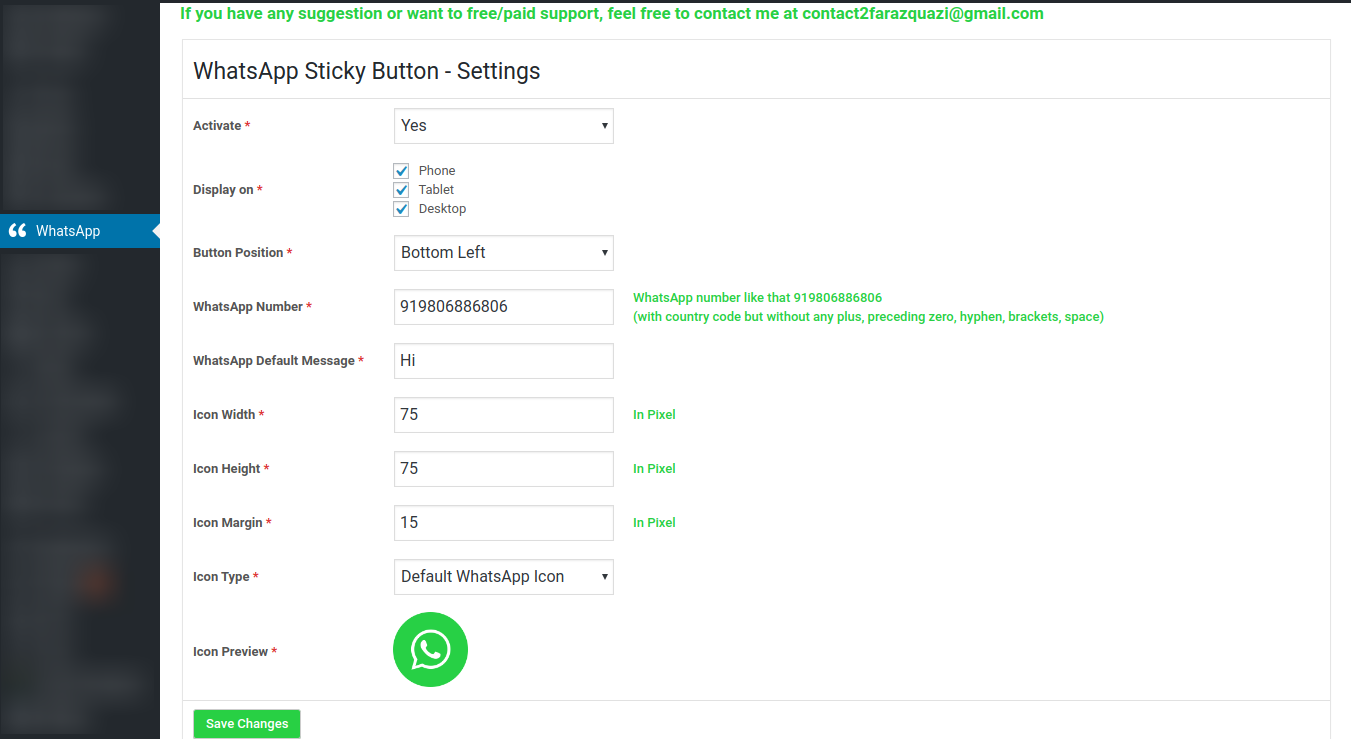 If you have any suggestion or want to free/paid support, feel free to contact me at contact2farazquazi@gmail.com
WhatsApp Sticky Button - Settings
Activate * Yes
Phone
Display on * Tablet
Desktop
WhatsApp
Button Position * Bottom Left
WhatsApp number like that 919806886806
WhatsApp Number * 919806886806
(with country code but without any plus, preceding zero, hyphen, brackets, space)
WhatsApp Default Message * Hi
Icon Width * 75 In Pixel
Icon Height * 75 In Pixel
Icon Margin * 15 In Pixel
Icon Type * Default WhatsApp Icon
Icon Preview *
Save Changes